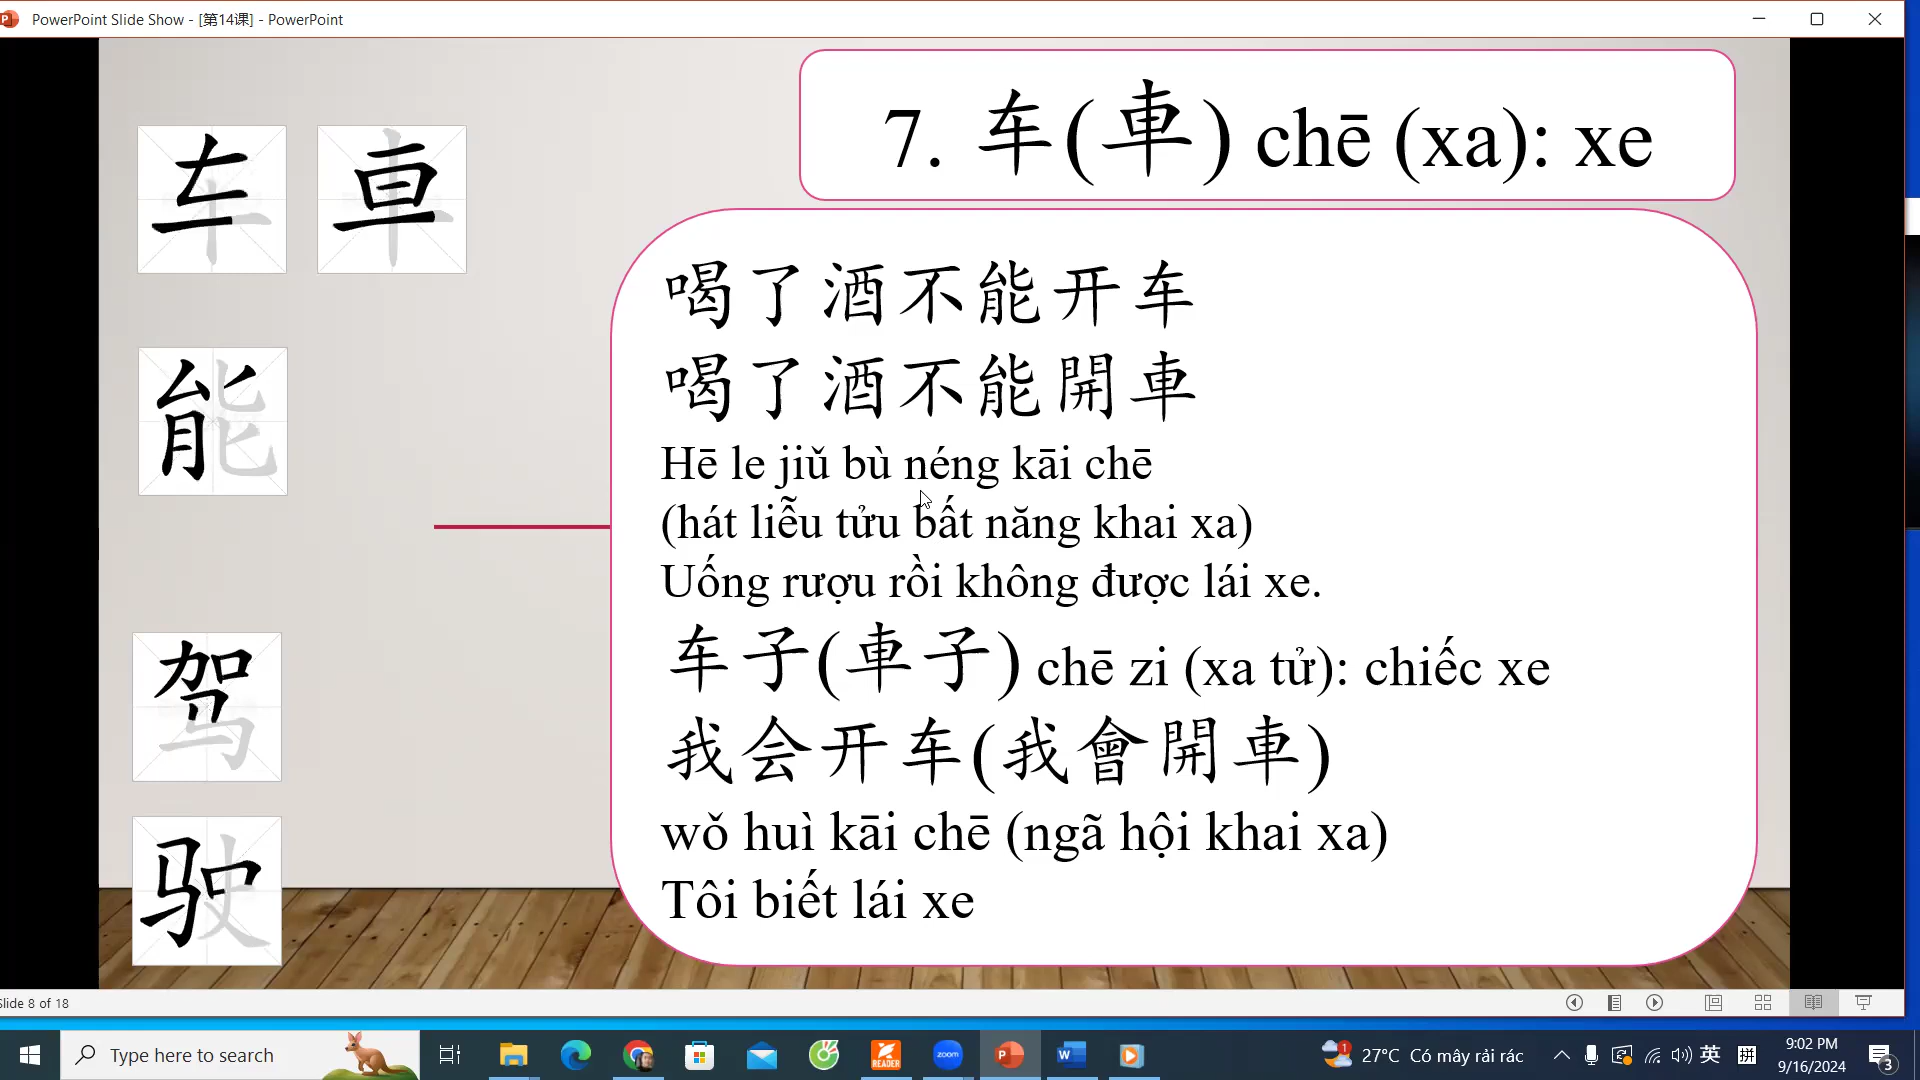 PowerPoint Slide Show - [第14课] - PowerPoint
7. 车(車) chē (xa): xe
车 車
能
驾
驶
喝了酒不能开车
喝了酒不能開車
Hē le jiǔ bù néng kāi chē
(hát liễu tửu bất năng khai xa)
Uống rượu rồi không được lái xe.
车子(車子) chē zi (xa tử): chiếc xe
我会开车(我會開車)
wǒ huì kāi chē (ngã hội khai xa)
Tôi biết lái xe
Slide 8 of 18
Type here to search
READER
zoom
27°C Có mây rải rác
英
拼
9:02 PM
9/16/2024
3